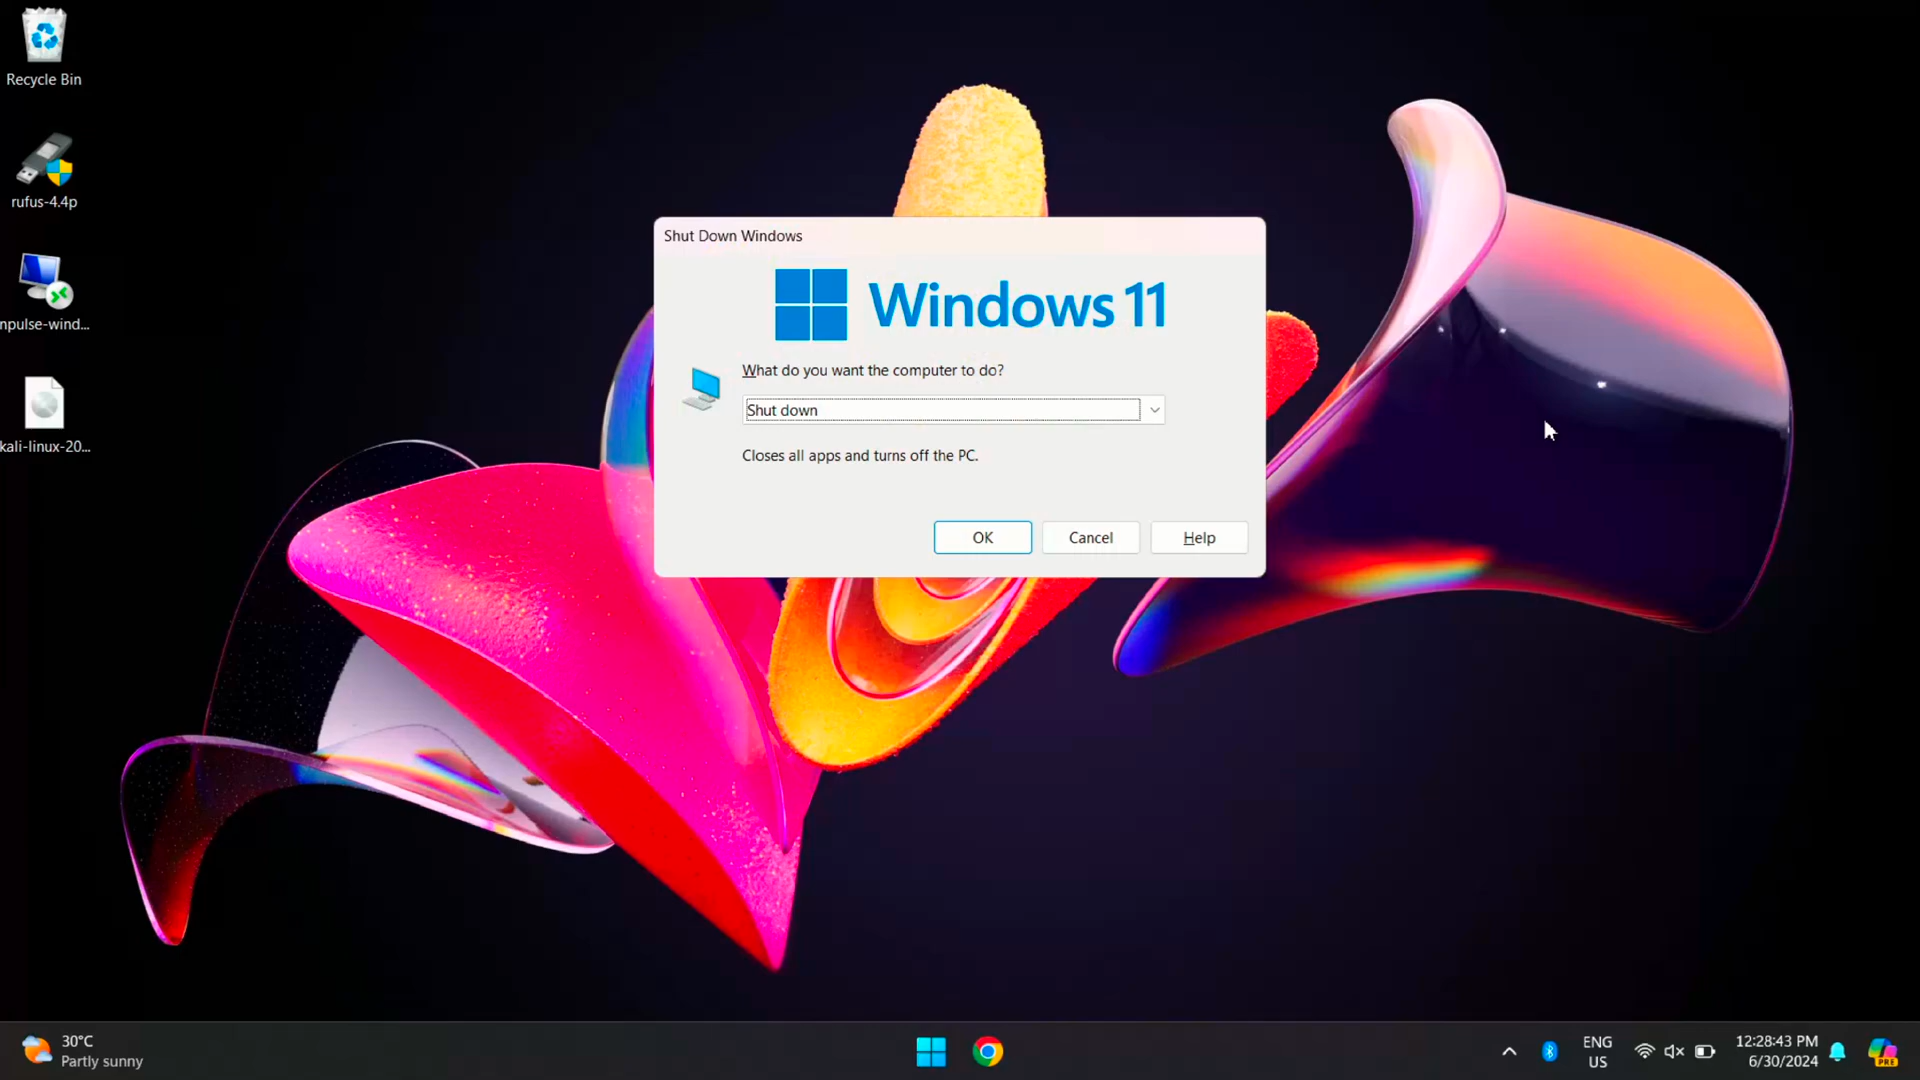 Recycle Bin
rufus-4.4p
npulse-wind...
kali-linux-20...
Shut Down Windows
Windows 11
What do you want the computer to do?
Shut down
Closes all apps and turns off the PC.
OK
Cancel
Help
30°C
Partly sunny
ENG
US
12:28:43 PM
6/30/2024
PRE